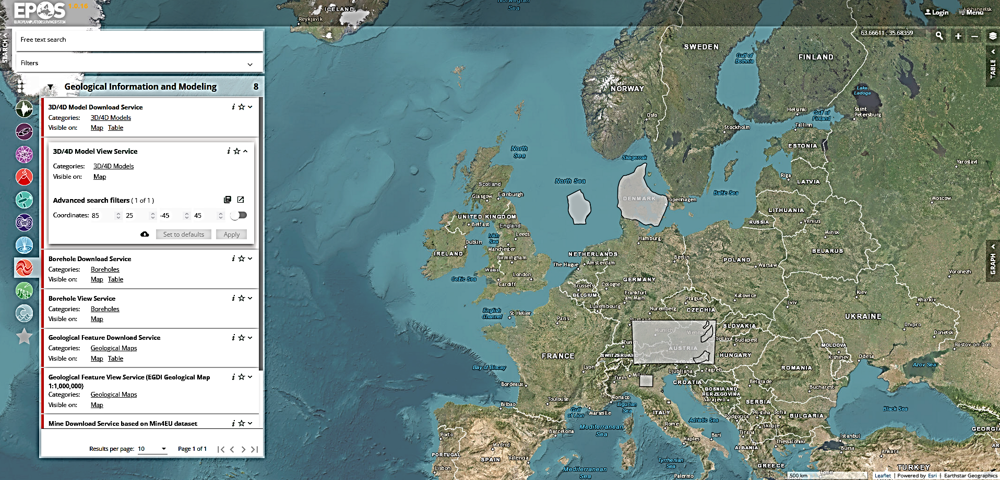 EPOS 1.0.18
EUROPEAN PLATE OBSERVING SYSTEM
Login
Menu
Arkhangelsk
63.66611 : 35.68359
SEARCH
TABLE
GRAPH
Free text search
Filters
Geological Information and Modeling 8
3D/4D Model Download Service
Categories: 3D/4D Models
Visible on: Map Table
3D/4D Model View Service
Categories: 3D/4D Models
Visible on: Map
Advanced search filters ( 1 of 1 )
Coordinates: 85 25 -45 45
Set to defaults Apply
Borehole Download Service
Categories: Boreholes
Visible on: Map Table
Borehole View Service
Categories: Boreholes
Visible on: Map
Geological Feature Download Service
Categories: Geological Maps
Visible on: Map Table
Geological Feature View Service (EGDI Geological Map
1:1,000,000)
Categories: Geological Maps
Visible on: Map
Mine Download Service based on Min4EU dataset
Results per page: 10 Page 1 of 1
Norwegian
Sea
ICELAND
Reykjavik
SWEDEN
FINLAND
Gulf of
Bothnia
NORWAY
Lake
Ladoga
Oslo
Helsinki
Gulf of
Finland
Saint
Petersburg
Stockholm
Tallinn
ESTONIA
North
Sea
Skagerrak
Yaroslavl
Riga
LATVIA
North Sea
Scotland
Glasgow
Edinburgh
DENMARK
Copenhagen
Baltic Sea
Moscow
LITHUANIA
UNITED KINGDOM
RUSSIA
Vilnius
Belfast
England
Minsk
Irish
Sea
Leeds
Dublin
Hamburg
Manchester
IRELAND
Birmingham
NETHERLANDS
Berlin
POLAND
BELARUS
The Hague
Amsterdam
Warsaw
Wales
London
Voronezh
Celtic Sea
Cardiff
GERMANY
Brussels
Cologne
BELGIUM
Frankfurt
am Main
Katowice
Kiev
Prague
Lviv
Kharkiv
Luxembourg
Nuremberg
CZECHIA
English
Channel
St Helier
Paris
Stuttgart
UKRAINE
SLOVAKIA
Dnipro
Munich
Vienna
Donetsk
Bratislava
Budapest
Zurich
AUSTRIA
MOLDOVA
Rostov-on-Don
FRANCE
SWITZERLAND
HUNGARY
Kishinev
Odesa
SLOVENIA
Azov Sea
Bay of Biscay
Lyon
Ljubljana
Zagreb
ROMANIA
Turin
Milan
Bordeaux
CROATIA
Belgrade
Bucharest
BOSNIA AND
HERZEGOVINA
Toulouse
Monaco
Sarajevo
SERBIA
Bilbao
Gulf
of Lion
Marseille
Ligurian
Sea
Black Sea
ITALY
Podgorica
Pristina
Sofia
BULGARIA
Adriatic Sea
Rome
Skopje
GEORGIA
Mediterranean
Sea
Barcelona
Porto
Naples
Bari
Tirana
Istanbul
Thessaloniki
Madrid
ALBANIA
Bursa
Ankara
PORTUGAL
SPAIN
Valencia
Tyrrhenian
Sea
GREECE
TURKEY
Lisbon
Mediterranean
Sea
Palermo
500 km
Izmir
Leaflet | Powered by Esri | Earthstar Geographics